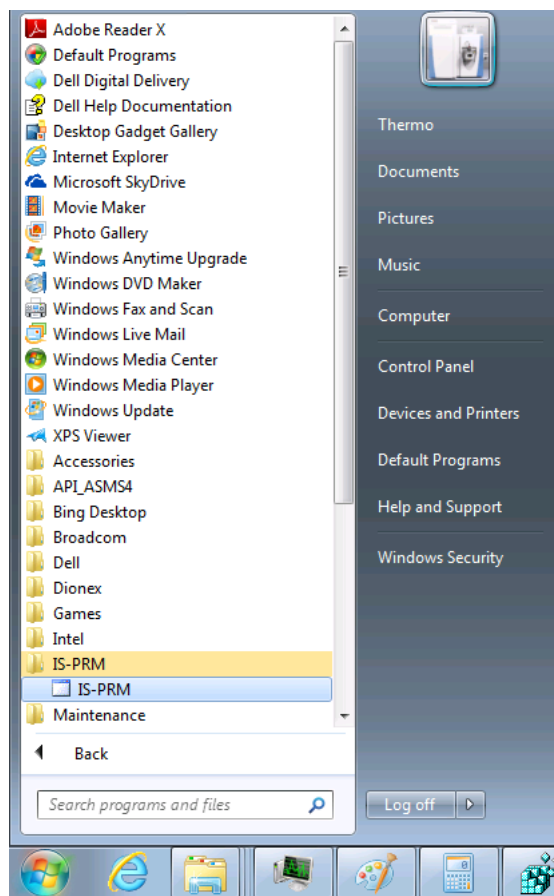 Adobe Reader X
Default Programs
Dell Digital Delivery
Dell Help Documentation
Desktop Gadget Gallery
Internet Explorer
Microsoft SkyDrive
Movie Maker
Photo Gallery
Windows Anytime Upgrade
Windows DVD Maker
Windows Fax and Scan
Windows Live Mail
Windows Media Center
Windows Media Player
Windows Update
XPS Viewer
Accessories
API_ASMS4
Bing Desktop
Broadcom
Dell
Dionex
Games
Intel
IS-PRM
IS-PRM
Maintenance
Back
Search programs and files
Thermo
Documents
Pictures
Music
Computer
Control Panel
Devices and Printers
Default Programs
Help and Support
Windows Security
Log off